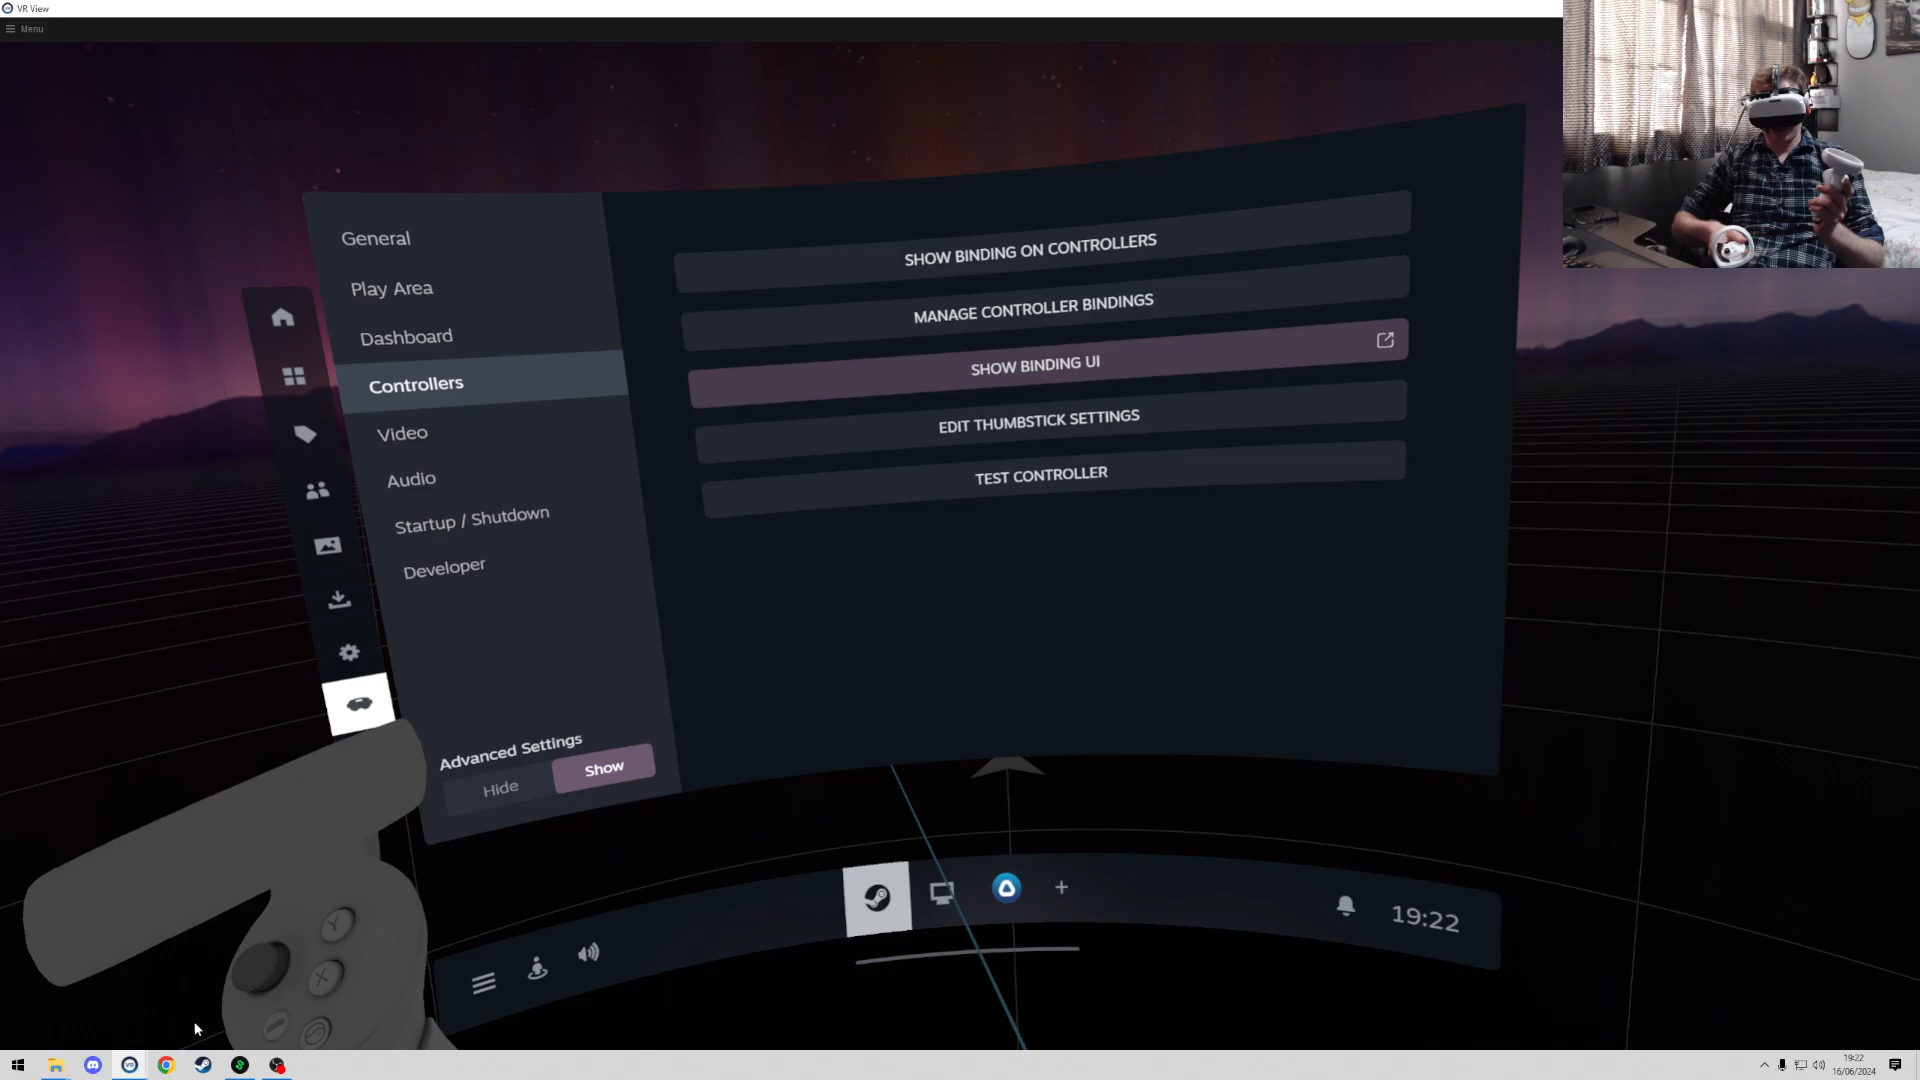 VR View
Menu
General
Play Area
Dashboard
Controllers
Video
Audio
Startup / Shutdown
Developer
Advanced Settings
Hide
Show
SHOW BINDING ON CONTROLLERS
MANAGE CONTROLLER BINDINGS
SHOW BINDING UI
EDIT THUMBSTICK SETTINGS
TEST CONTROLLER
Y
X
19:22
VR
19:22
16/06/2024